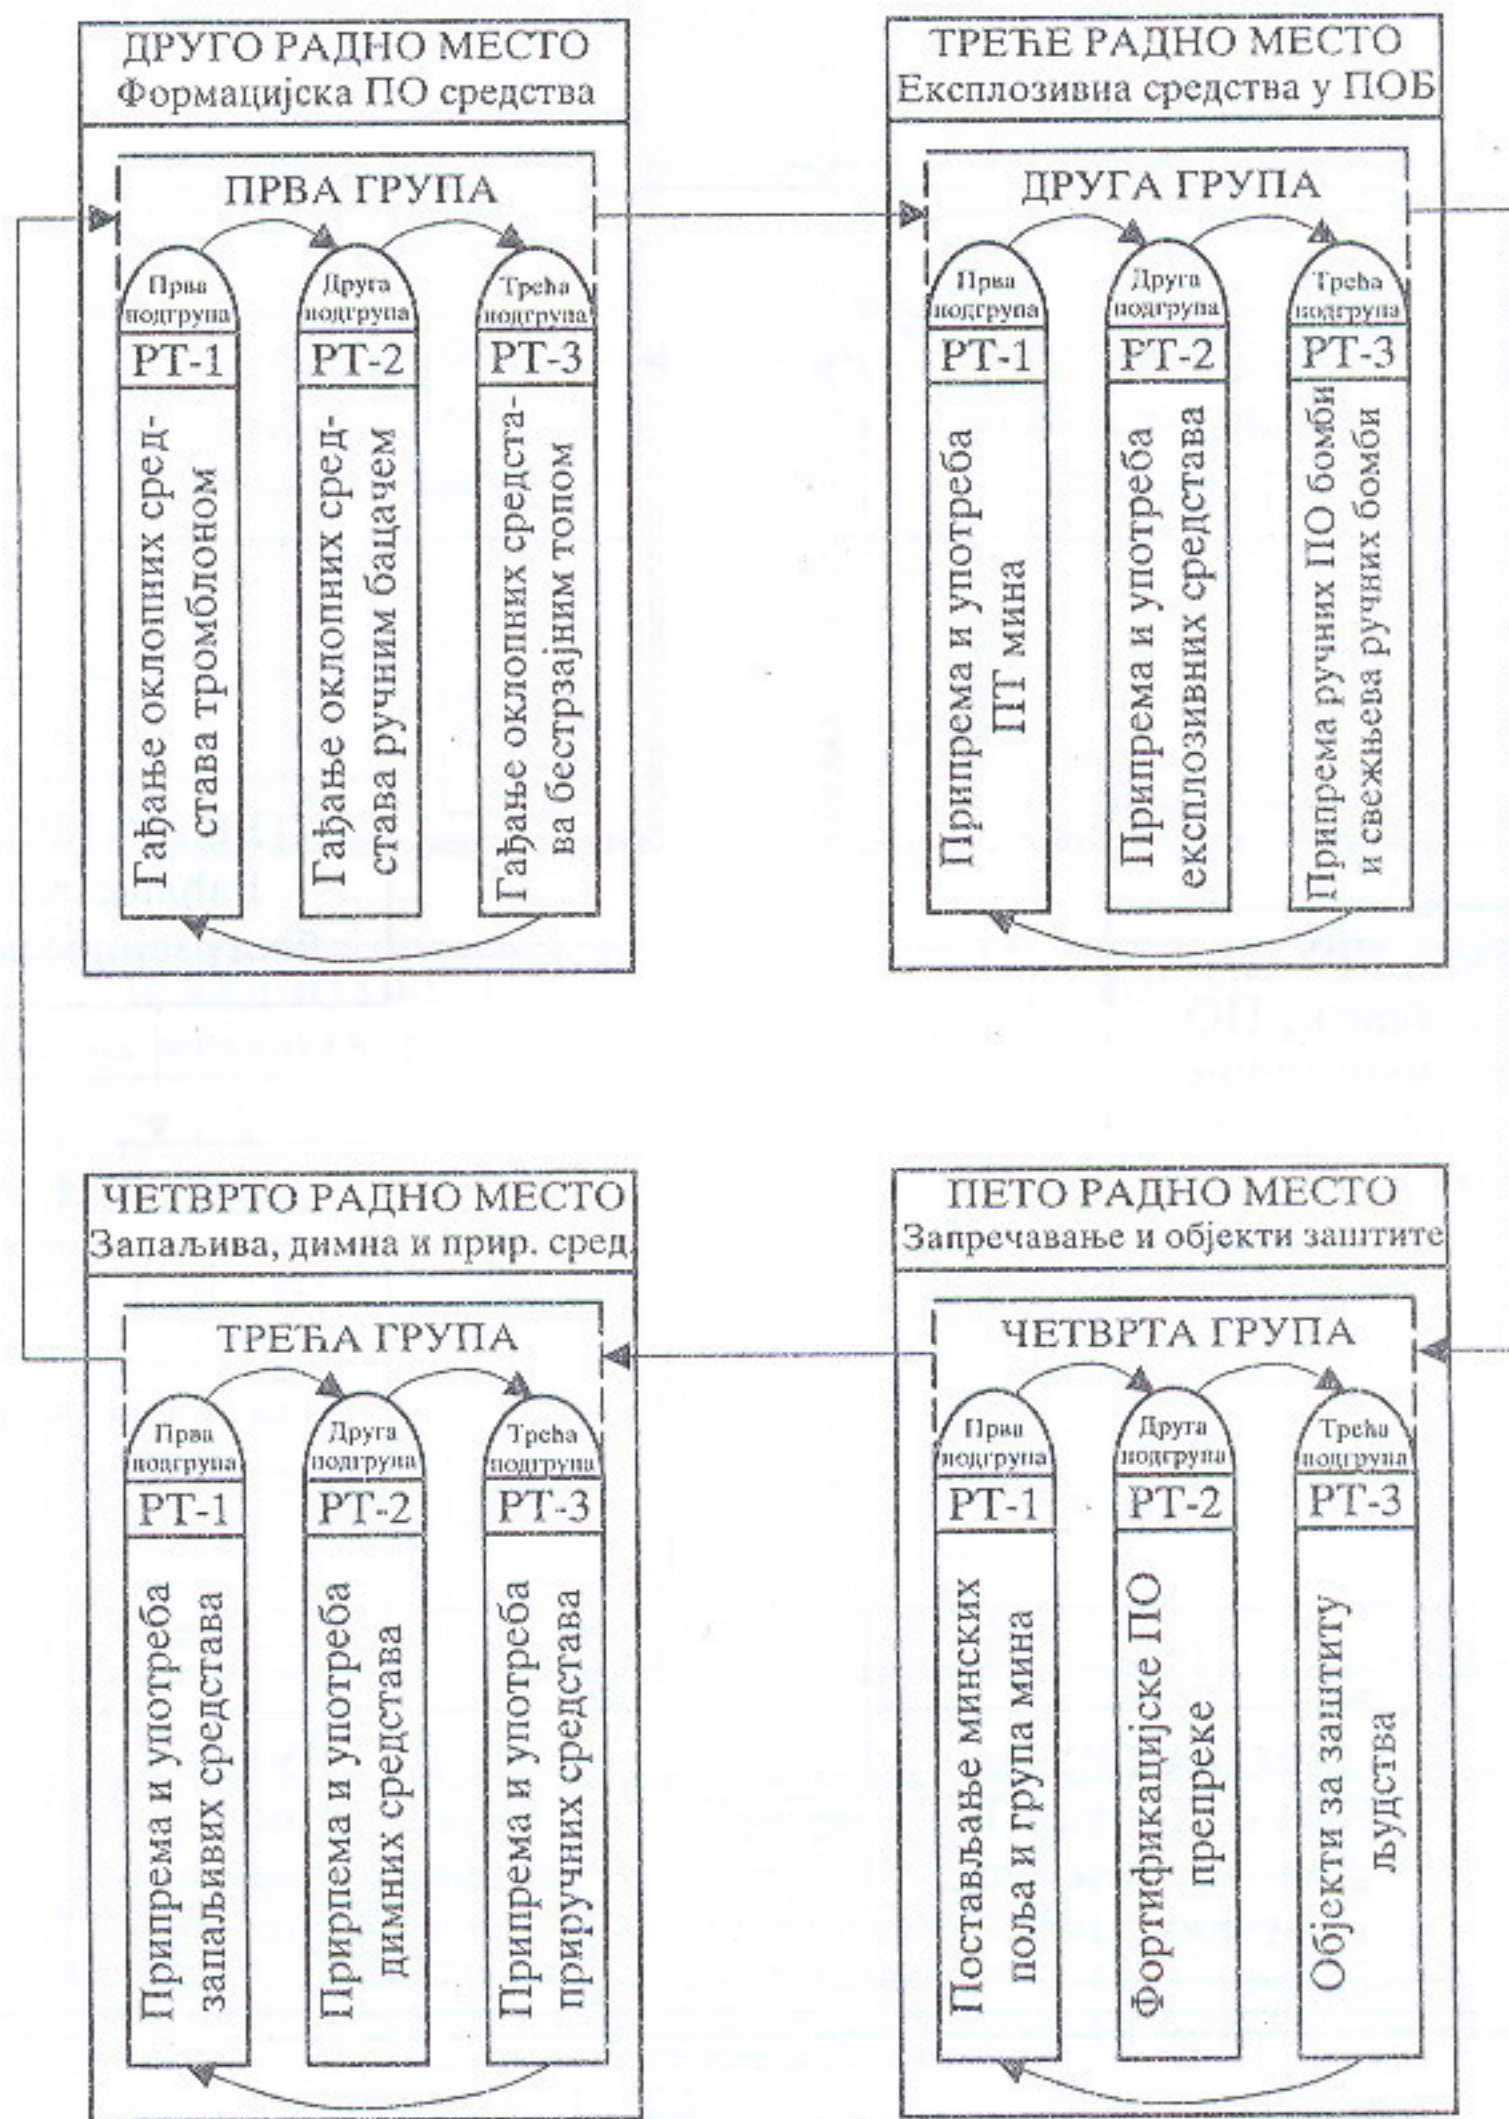 ДРУГО РАДНО МЕСТО
Формацијска ПО средства
ПРВА ГРУПА
Прва
подгрупа
РТ-1
Гађање оклопних сред-
става тромблоном
Друга
подгрупа
РТ-2
Гађање оклопних сред-
става ручним бацачем
Трећа
подгрупа
РТ-3
Гађање оклопних средста-
ва бестрзајним топом
ТРЕЋЕ РАДНО МЕСТО
Експлозивна средства у ПОБ
ДРУГА ГРУПА
Прва
подгрупа
РТ-1
Припрема и употреба
ПТ мина
Друга
подгрупа
РТ-2
Припрема и употреба
експлозивних средстава
Трећа
подгрупа
РТ-3
Припрема ручних ПО бомби
и свежњева ручних бомби
ЧЕТВРТО РАДНО МЕСТО
Запаљива, димна и прир. сред.
ТРЕЋА ГРУПА
Прва
подгрупа
РТ-1
Припрема и употреба
запаљивих средстава
Друга
подгрупа
РТ-2
Прирпема и употреба
димних средстава
Трећа
подгрупа
РТ-3
Припрема и употреба
приручних средстава
ПЕТО РАДНО МЕСТО
Запречавање и објекти заштите
ЧЕТВРТА ГРУПА
Прва
подгрупа
РТ-1
Постављање минских
поља и група мина
Друга
подгрупа
РТ-2
Фортификацијске ПО
препреке
Трећа
подгрупа
РТ-3
Објекти за заштиту
људства